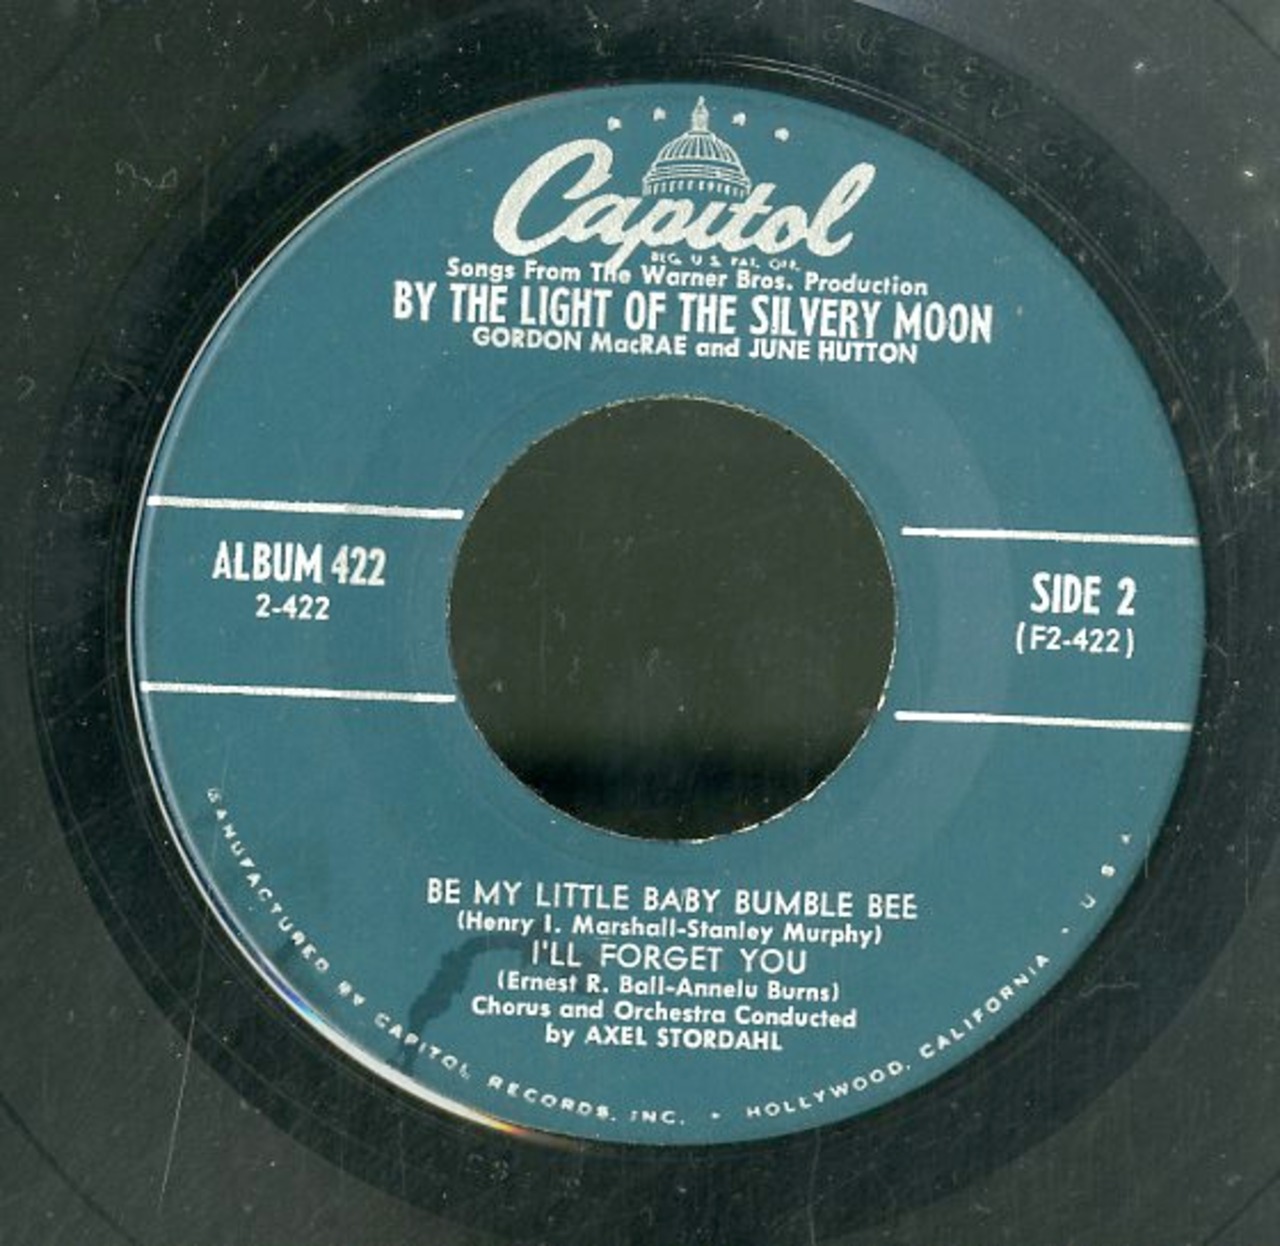 Capitol
REG. U.S. PAT. OFF.
Songs From The Warner Bros. Production
BY THE LIGHT OF THE SILVERY MOON
GORDON MacRAE and JUNE HUTTON
ALBUM 422
2-422
SIDE 2
(F2-422)
BE MY LITTLE BABY BUMBLE BEE
(Henry I. Marshall-Stanley Murphy)
I'LL FORGET YOU
(Ernest R. Ball-Annelu Burns)
Chorus and Orchestra Conducted
by AXEL STORDAHL
MANUFACTURED BY CAPITOL RECORDS, INC. • HOLLYWOOD, CALIFORNIA • U S A